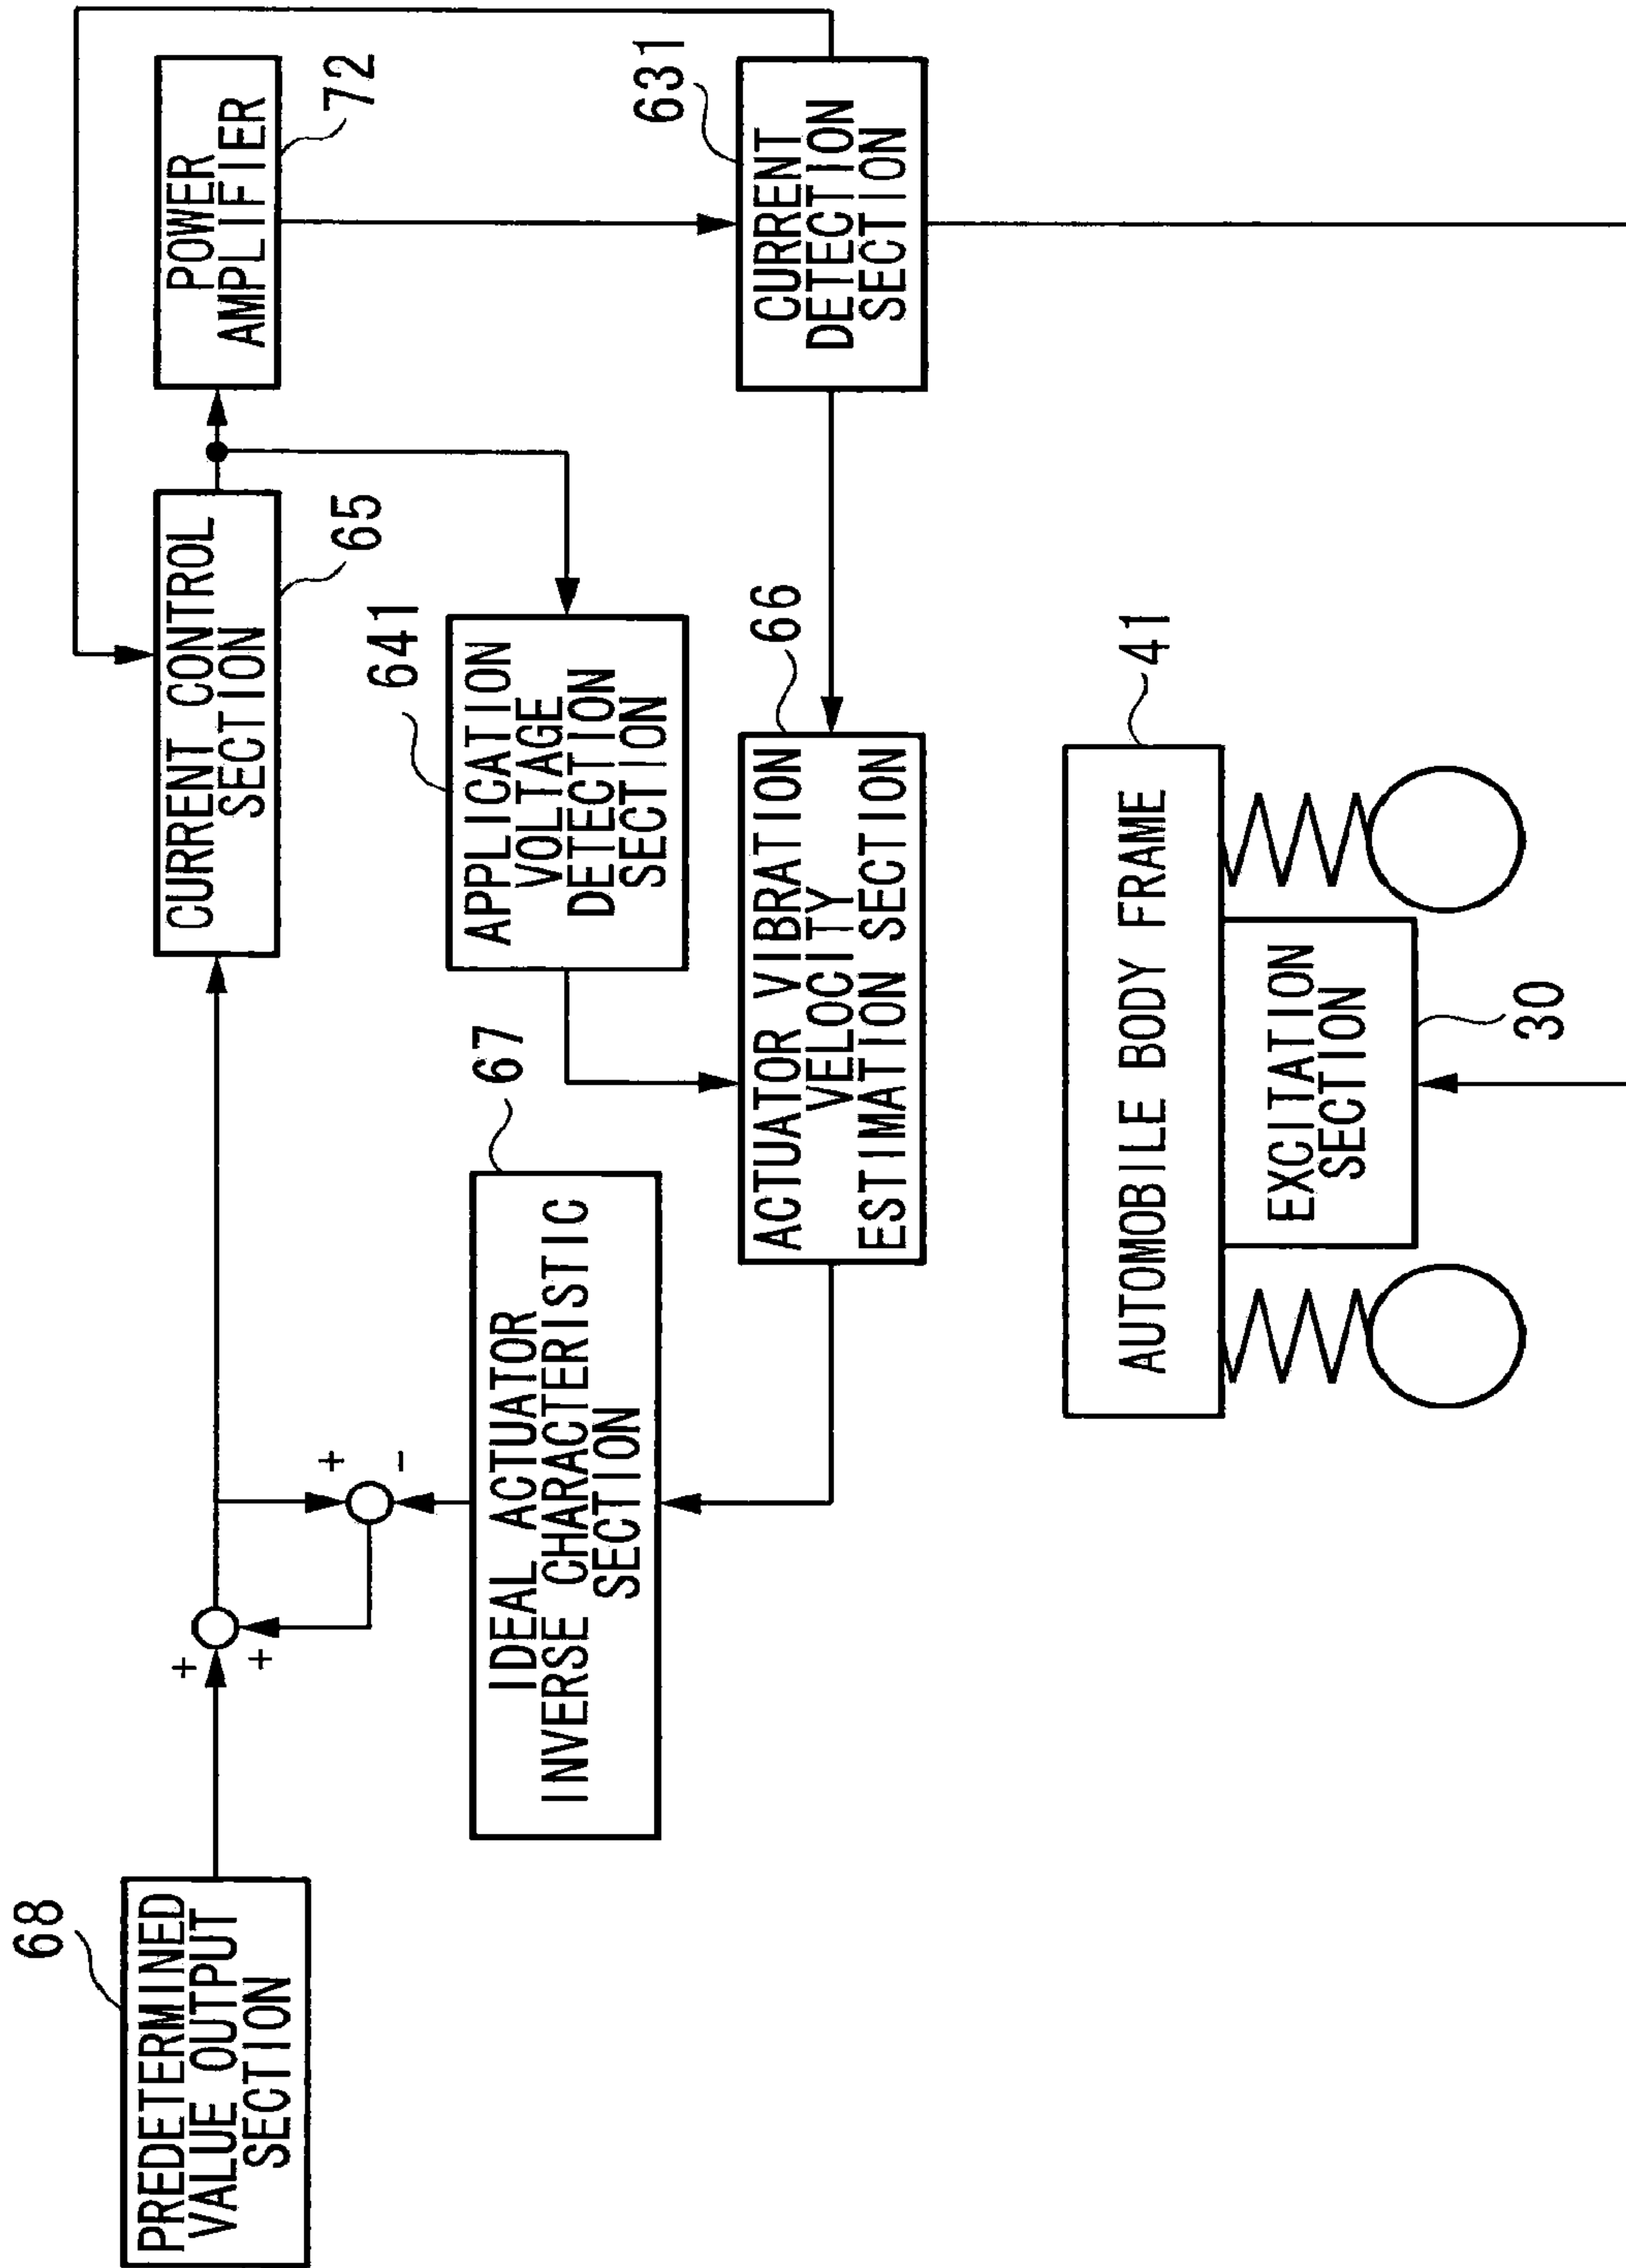 68
PREDETERMINED
VALUE OUTPUT
SECTION
+
+
+
-
CURRENT CONTROL
SECTION
65
POWER
AMPLIFIER
72
67
IDEAL ACTUATOR
INVERSE CHARACTERISTIC
SECTION
641
APPLICATION
VOLTAGE
DETECTION
SECTION
66
ACTUATOR VIBRATION
VELOCITY
ESTIMATION SECTION
631
CURRENT
DETECTION
SECTION
41
AUTOMOBILE BODY FRAME
EXCITATION
SECTION
30